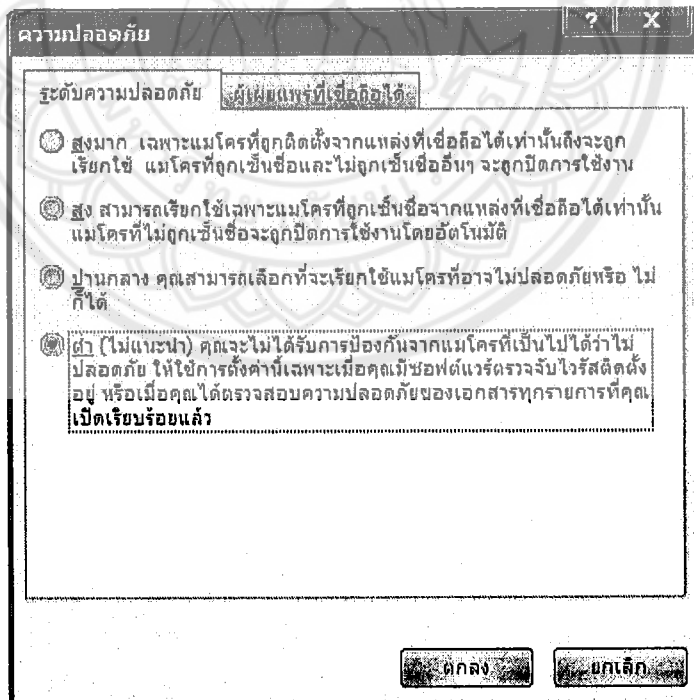 ความปลอดภัย
? X
ระดับความปลอดภัย ผู้เผยแพร่ที่เชื่อถือได้
สูงมาก เฉพาะแมโครที่ถูกติดตั้งจากแหล่งที่เชื่อถือได้เท่านั้นถึงจะถูก
เรียกใช้ แมโครที่ถูกเซ็นชื่อและไม่ถูกเซ็นชื่ออื่นๆ จะถูกปิดการใช้งาน
สูง สามารถเรียกใช้เฉพาะแมโครที่ถูกเซ็นชื่อจากแหล่งที่เชื่อถือได้เท่านั้น
แมโครที่ไม่ถูกเซ็นชื่อจะถูกปิดการใช้งานโดยอัตโนมัติ
ปานกลาง คุณสามารถเลือกที่จะเรียกใช้แมโครที่อาจไม่ปลอดภัยหรือ ไม่
ก็ได้
ต่ำ (ไม่แนะนำ) คุณจะไม่ได้รับการป้องกันจากแมโครที่เป็นไปได้ว่าไม่
ปลอดภัย ให้ใช้การตั้งค่านี้เฉพาะเมื่อคุณมีซอฟต์แวร์ตรวจจับไวรัสติดตั้ง
อยู่ หรือเมื่อคุณได้ตรวจสอบความปลอดภัยของเอกสารทุกรายการที่คุณ
เปิดเรียบร้อยแล้ว
ตกลง ยกเลิก